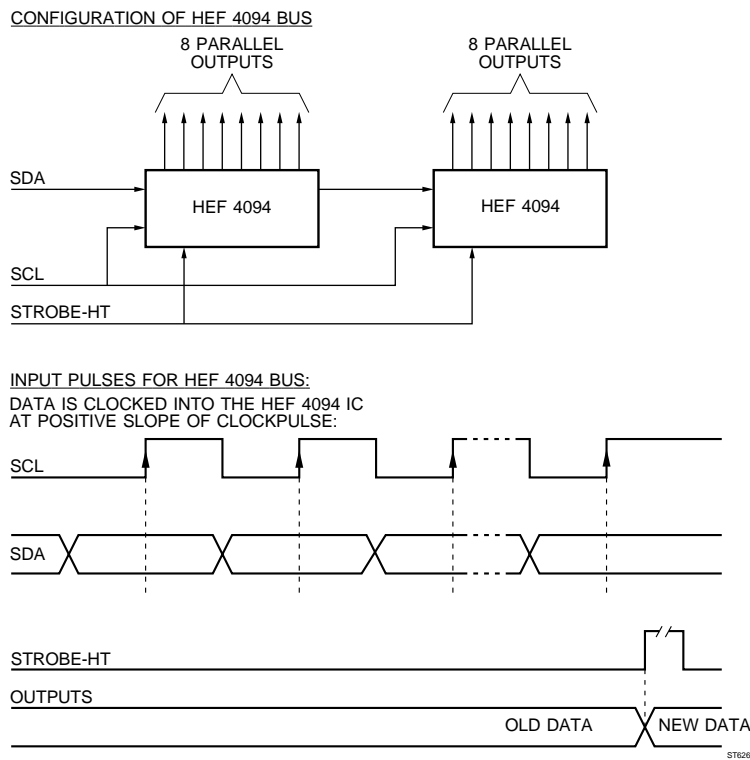 CONFIGURATION OF HEF 4094 BUS
8 PARALLEL
OUTPUTS
8 PARALLEL
OUTPUTS
SDA
HEF 4094
HEF 4094
SCL
STROBE-HT
INPUT PULSES FOR HEF 4094 BUS:
DATA IS CLOCKED INTO THE HEF 4094 IC
AT POSITIVE SLOPE OF CLOCKPULSE:
SCL
SDA
STROBE-HT
OUTPUTS
OLD DATA
NEW DATA
ST626